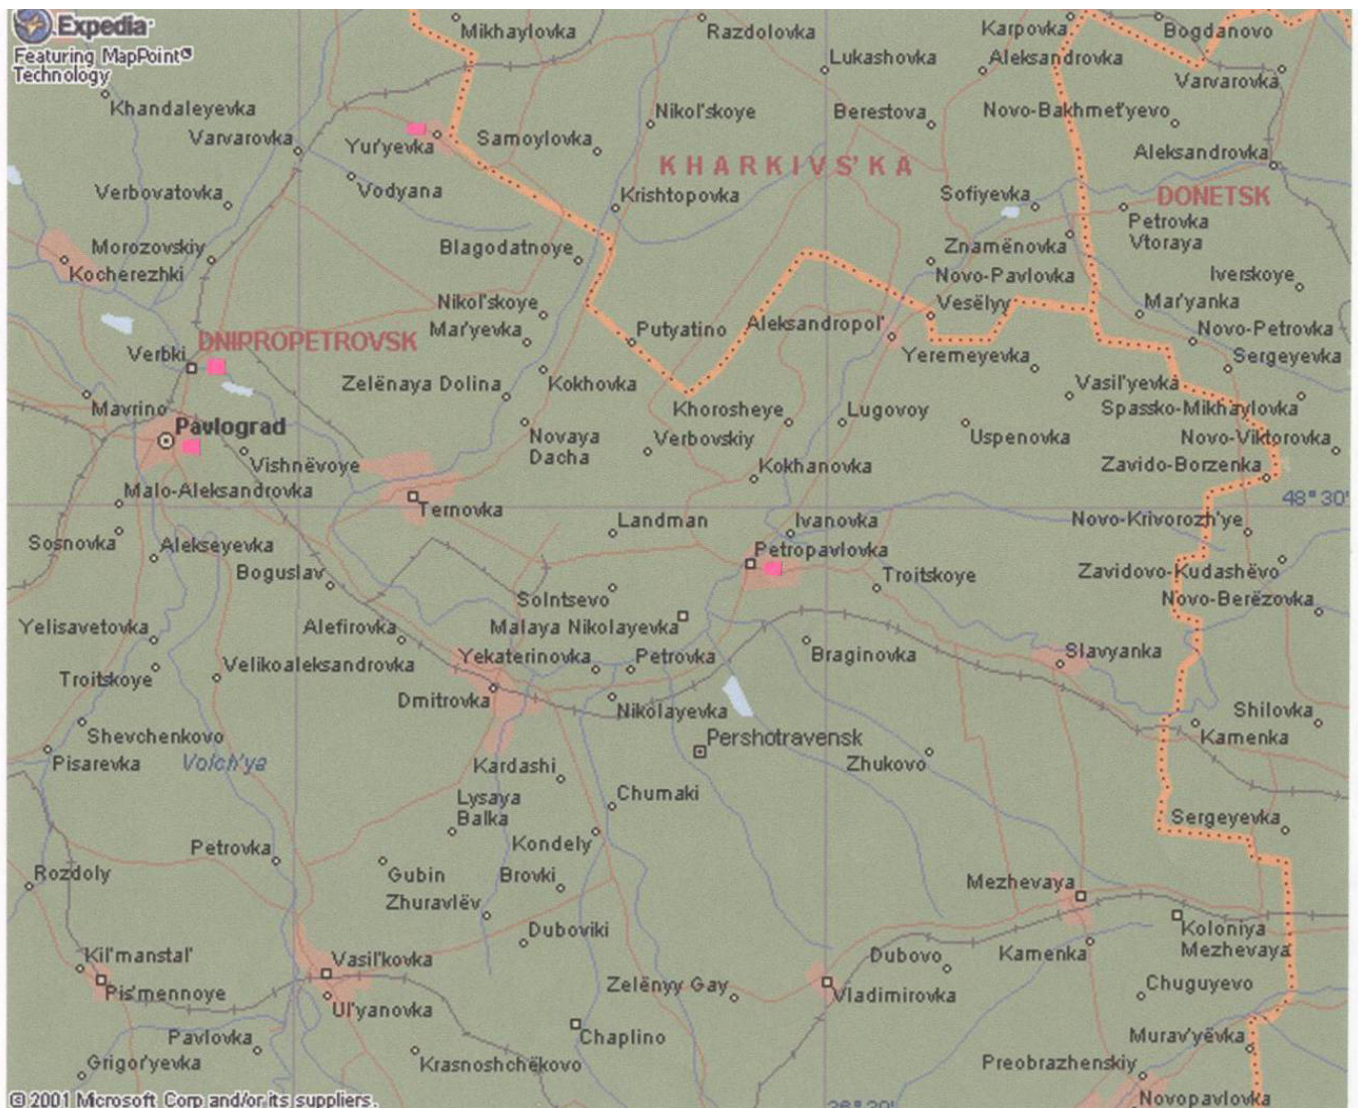 Expedia
Mikhaylovka
Razdolovka
Karpovka
Bogdanovo
Featuring MapPoint®
Technology
Lukashovka
Aleksandrovka
Varvarovka
Khandaleyevka
Nikol'skoye
Berestova
Novo-Bakhmet'yevo
Varvarovka
Yur'yevka
Samoylovka
Aleksandrovka
KHARKIVS'KA
Verbovatovka
Vodyana
Krishtopovka
Sofiyevka
DONETSK
Petrovka
Vtoraya
Morozovskiy
Blagodatnoye
Znamënovka
Kocherezhki
Novo-Pavlovka
Iverskoye
Nikol'skoye
Vesëlyy
Mar'yanka
Mar'yevka
Putyatino
Aleksandropol'
Novo-Petrovka
DNIPROPETROVSK
Verbki
Yeremeyevka
Sergeyevka
Zelënaya Dolina
Kokhovka
Vasil'yevka
Mavrino
Khorosheye
Lugovoy
Spassko-Mikhaylovka
Pavlograd
Novaya
Dacha
Verbovskiy
Uspenovka
Novo-Viktorovka
Vishnëvoye
Kokhanovka
Zavido-Borzenka
Malo-Aleksandrovka
48°30'
Ternovka
Landman
Ivanovka
Novo-Krivorozh'ye
Sosnovka
Alekseyevka
Petropavlovka
Boguslav
Troitskoye
Zavidovo-Kudashëvo
Solntsevo
Novo-Berëzovka
Yelisavetovka
Alefirovka
Malaya Nikolayevka
Troitskoye
Velikoaleksandrovka
Yekaterinovka
Petrovka
Braginovka
Slavyanka
Dmitrovka
Nikolayevka
Shilovka
Shevchenkovo
Pershotravensk
Kamenka
Pisarevka
Volch'ya
Kardashi
Zhukovo
Lysaya
Balka
Chumaki
Sergeyevka
Petrovka
Kondely
Rozdoly
Gubin
Brovki
Mezhevaya
Zhuravlëv
Duboviki
Koloniya
Mezhevaya
Kil'manstal'
Vasil'kovka
Dubovo
Kamenka
Pis'mennoye
Zelënyy Gay
Vladimirovka
Chuguyevo
Ul'yanovka
Pavlovka
Chaplino
Murav'yëvka
Grigor'yevka
Krasnoshchëkovo
Preobrazhenskiy
Novopavlovka
© 2001 Microsoft Corp and/or its suppliers.